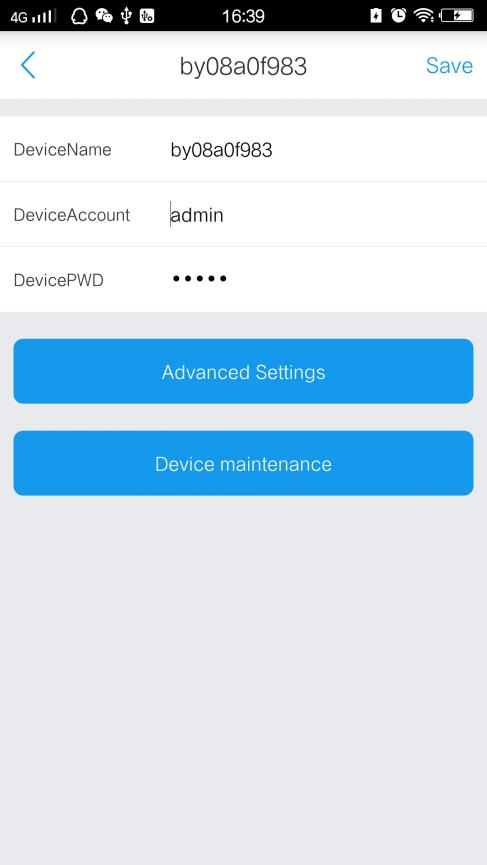 4G 16:39
by08a0f983 Save
DeviceName by08a0f983
DeviceAccount admin
DevicePWD •••••
Advanced Settings
Device maintenance